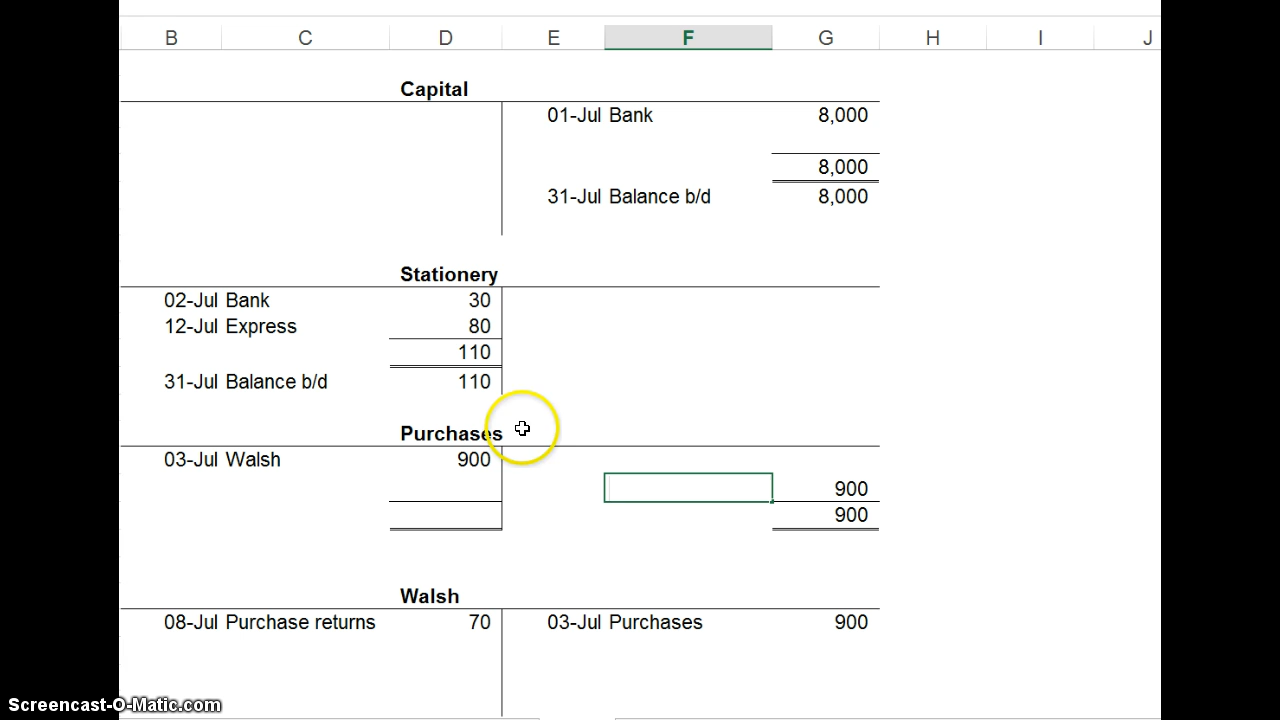 B C D E F G H I J
Capital
01-Jul Bank 8,000
8,000
31-Jul Balance b/d 8,000
Stationery
02-Jul Bank 30
12-Jul Express 80
110
31-Jul Balance b/d 110
Purchases
03-Jul Walsh 900
900
900
Walsh
08-Jul Purchase returns 70 03-Jul Purchases 900
Screencast-O-Matic.com